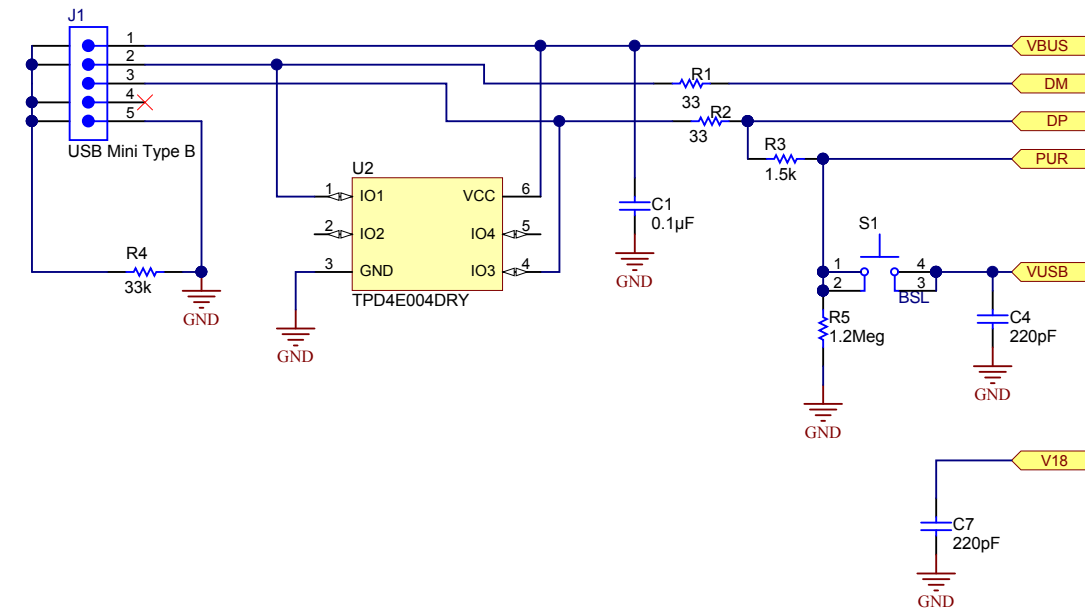 J1
1
2
3
4
5
USB Mini Type B
R4
33k
GND
U2
1 IO1 VCC 6
2 IO2 IO4 5
3 GND IO3 4
TPD4E004DRY
GND
VBUS
R1
33
DM
R2
33
DP
R3
1.5k
PUR
C1
0.1µF
GND
S1
1 4
2 3
BSL
VUSB
R5
1.2Meg
GND
C4
220pF
GND
V18
C7
220pF
GND